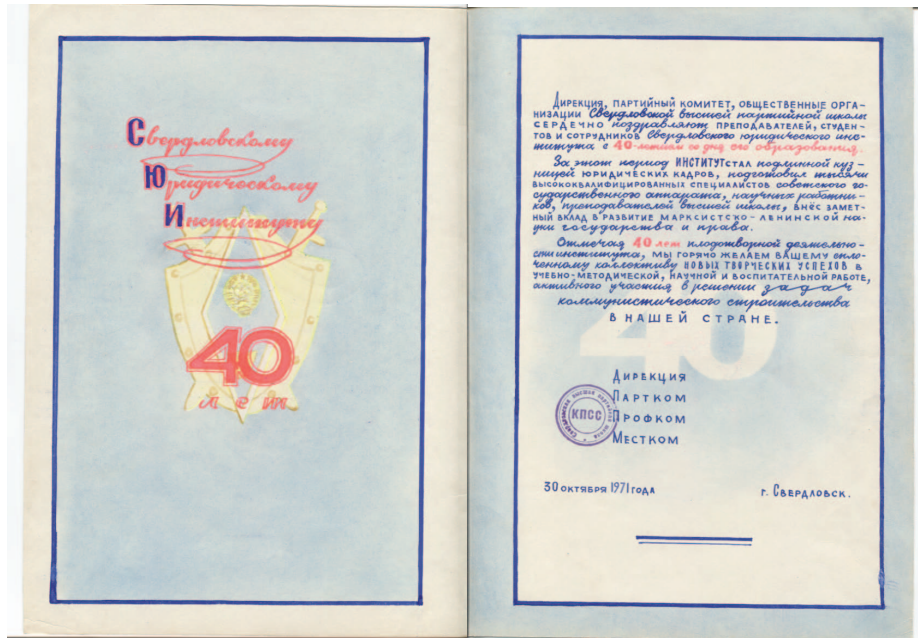 Свердловскому
Юридическому
Институту
40
лет
Дирекция, партийный комитет, общественные орга-
низации Свердловской высшей партийной школы
сердечно поздравляют преподавателей, студен-
тов и сотрудников Свердловского юридического инс-
титута с 40-летием со дня его образования.
За этот период институт стал подлинной куз-
ницей юридических кадров, подготовил тысячи
высококвалифицированных специалистов советского го-
сударственного аппарата, научных работни-
ков, преподавателей высшей школы, внёс замет-
ный вклад в развитие марксистско-ленинской на-
уки государства и права.
Отмечая 40 лет плодотворной деятельно-
сти института, мы горячо желаем вашему спло-
ченному коллективу новых творческих успехов в
учебно-методической, научной и воспитательной работе,
активного участия в решении задач
коммунистического строительства
в нашей стране.
40
Дирекция
Партком
Профком
Местком
КПСС
30 октября 1971 года
г. Свердловск.